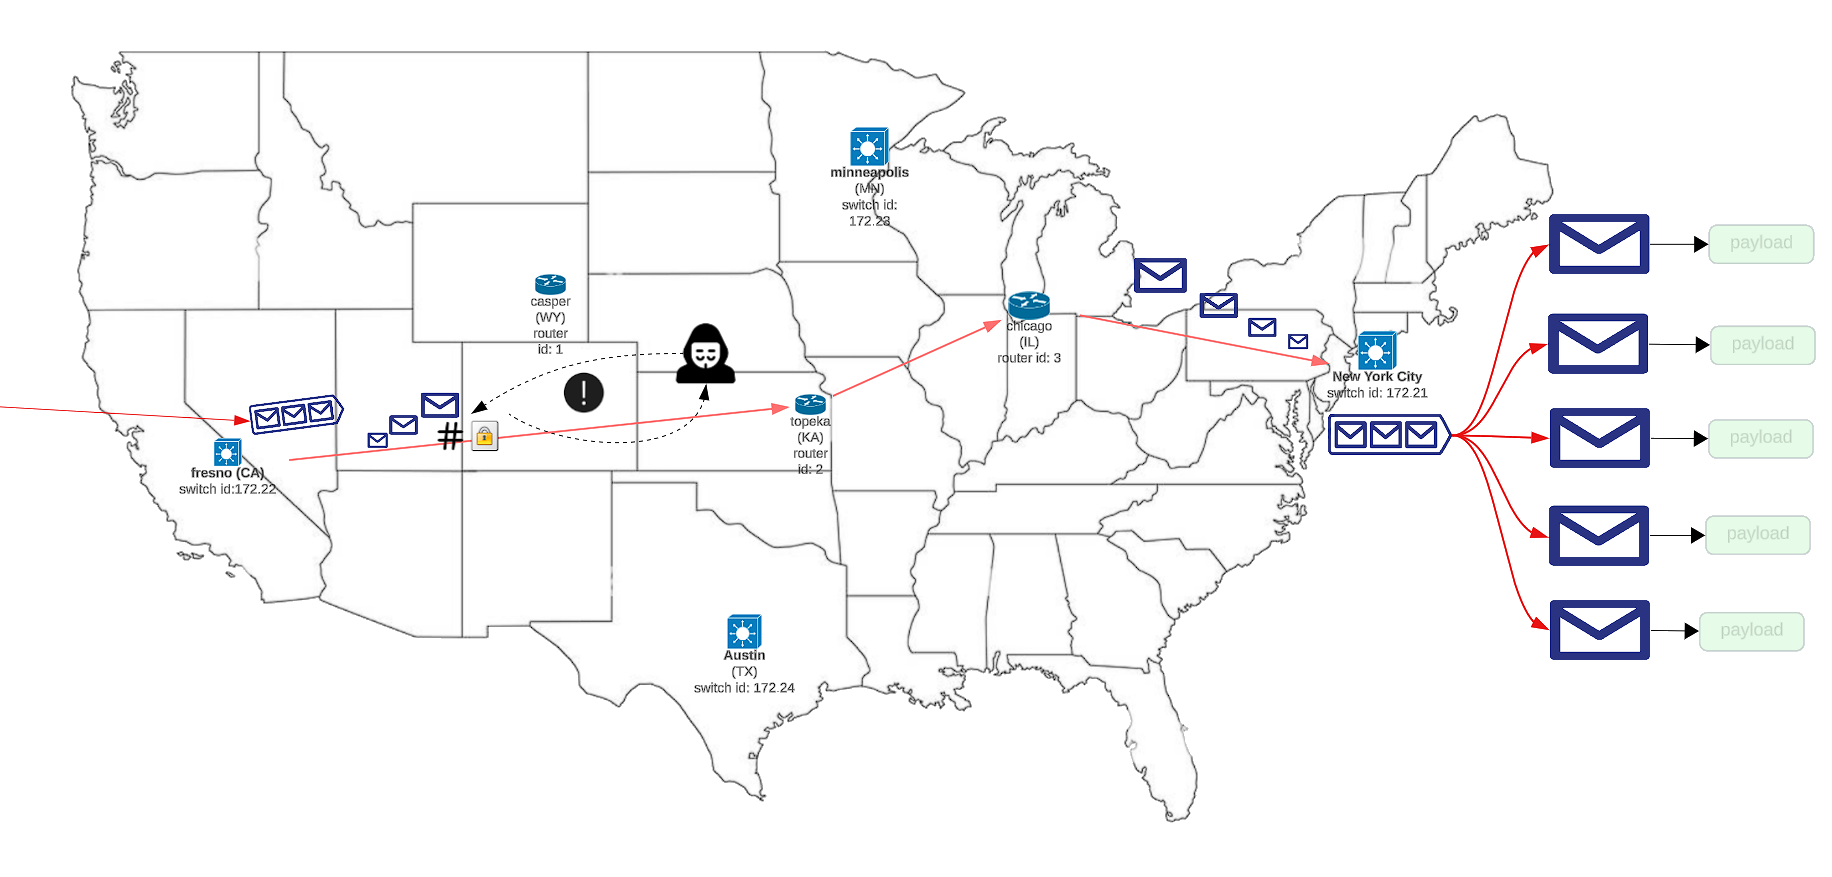 minneapolis
(MN)
switch id:
172.23
payload
casper
(WY)
router
id: 1
chicago
(IL)
router id: 3
payload
New York City
switch id: 172.21
#
topeka
(KA)
router
id: 2
payload
fresno (CA)
switch id:172.22
payload
Austin
(TX)
switch id: 172.24
payload